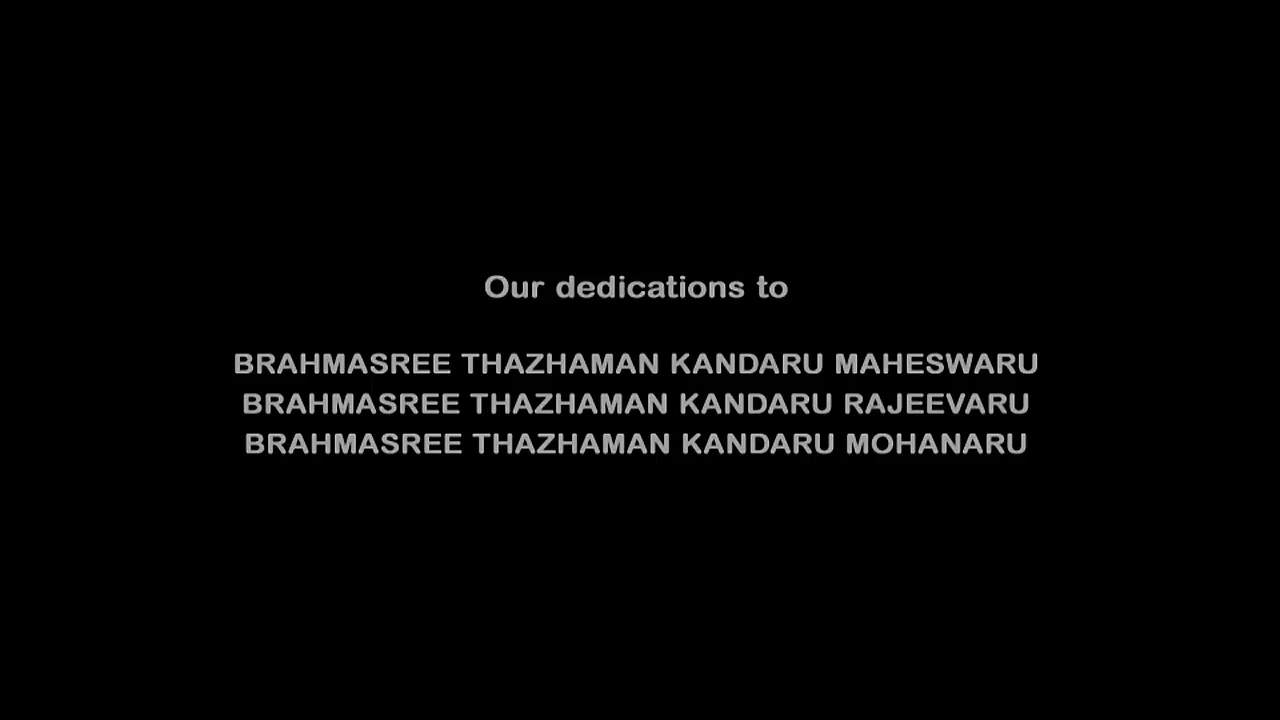 Our dedications to
BRAHMASREE THAZHAMAN KANDARU MAHESWARU
BRAHMASREE THAZHAMAN KANDARU RAJEEVARU
BRAHMASREE THAZHAMAN KANDARU MOHANARU